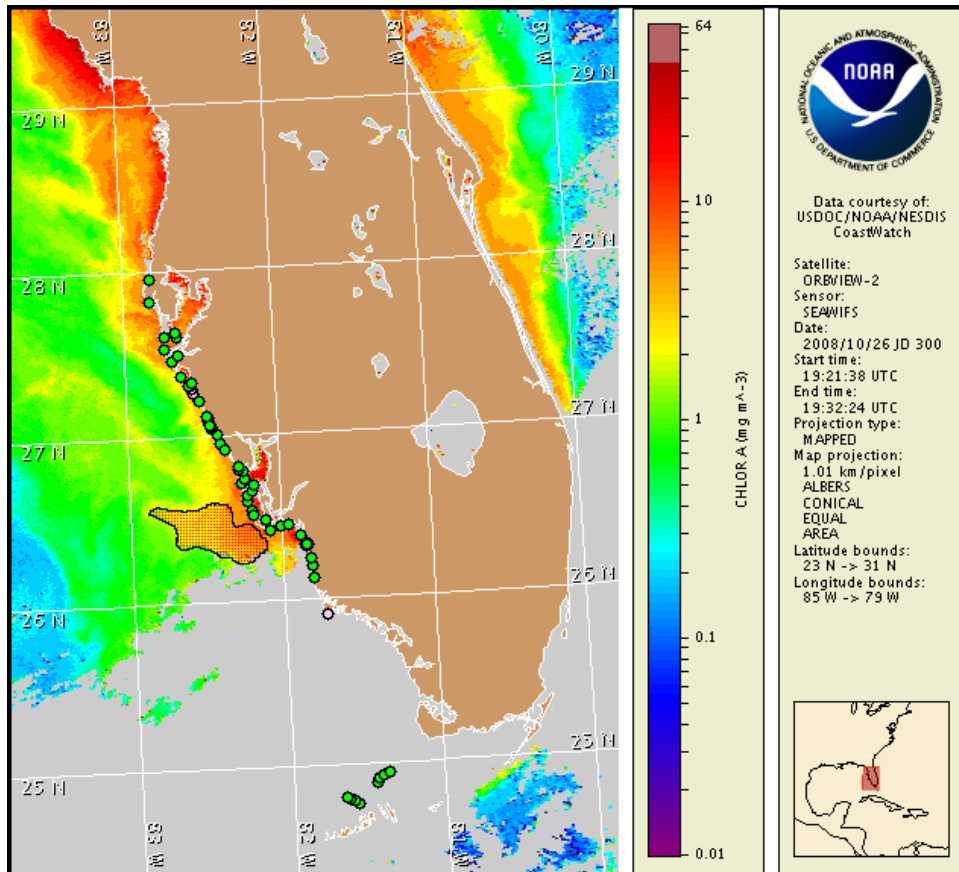 83 W
82 W
81 W
80 W
29 N
29 N
28 N
28 N
27 N
27 N
26 N
26 N
25 N
25 N
83 W
82 W
81 W
64
10
1
0.1
0.01
CHLOR A (mg m^-3)
NATIONAL OCEANIC AND ATMOSPHERIC ADMINISTRATION
NOAA
U.S. DEPARTMENT OF COMMERCE
Data courtesy of:
USDOC/NOAA/NESDIS
CoastWatch
Satellite:
ORBVIEW-2
Sensor:
SEAWIFS
Date:
2008/10/26 JD 300
Start time:
19:21:38 UTC
End time:
19:32:24 UTC
Projection type:
MAPPED
Map projection:
1.01 km/pixel
ALBERS
CONICAL
EQUAL
AREA
Latitude bounds:
23 N -> 31 N
Longitude bounds:
85 W -> 79 W